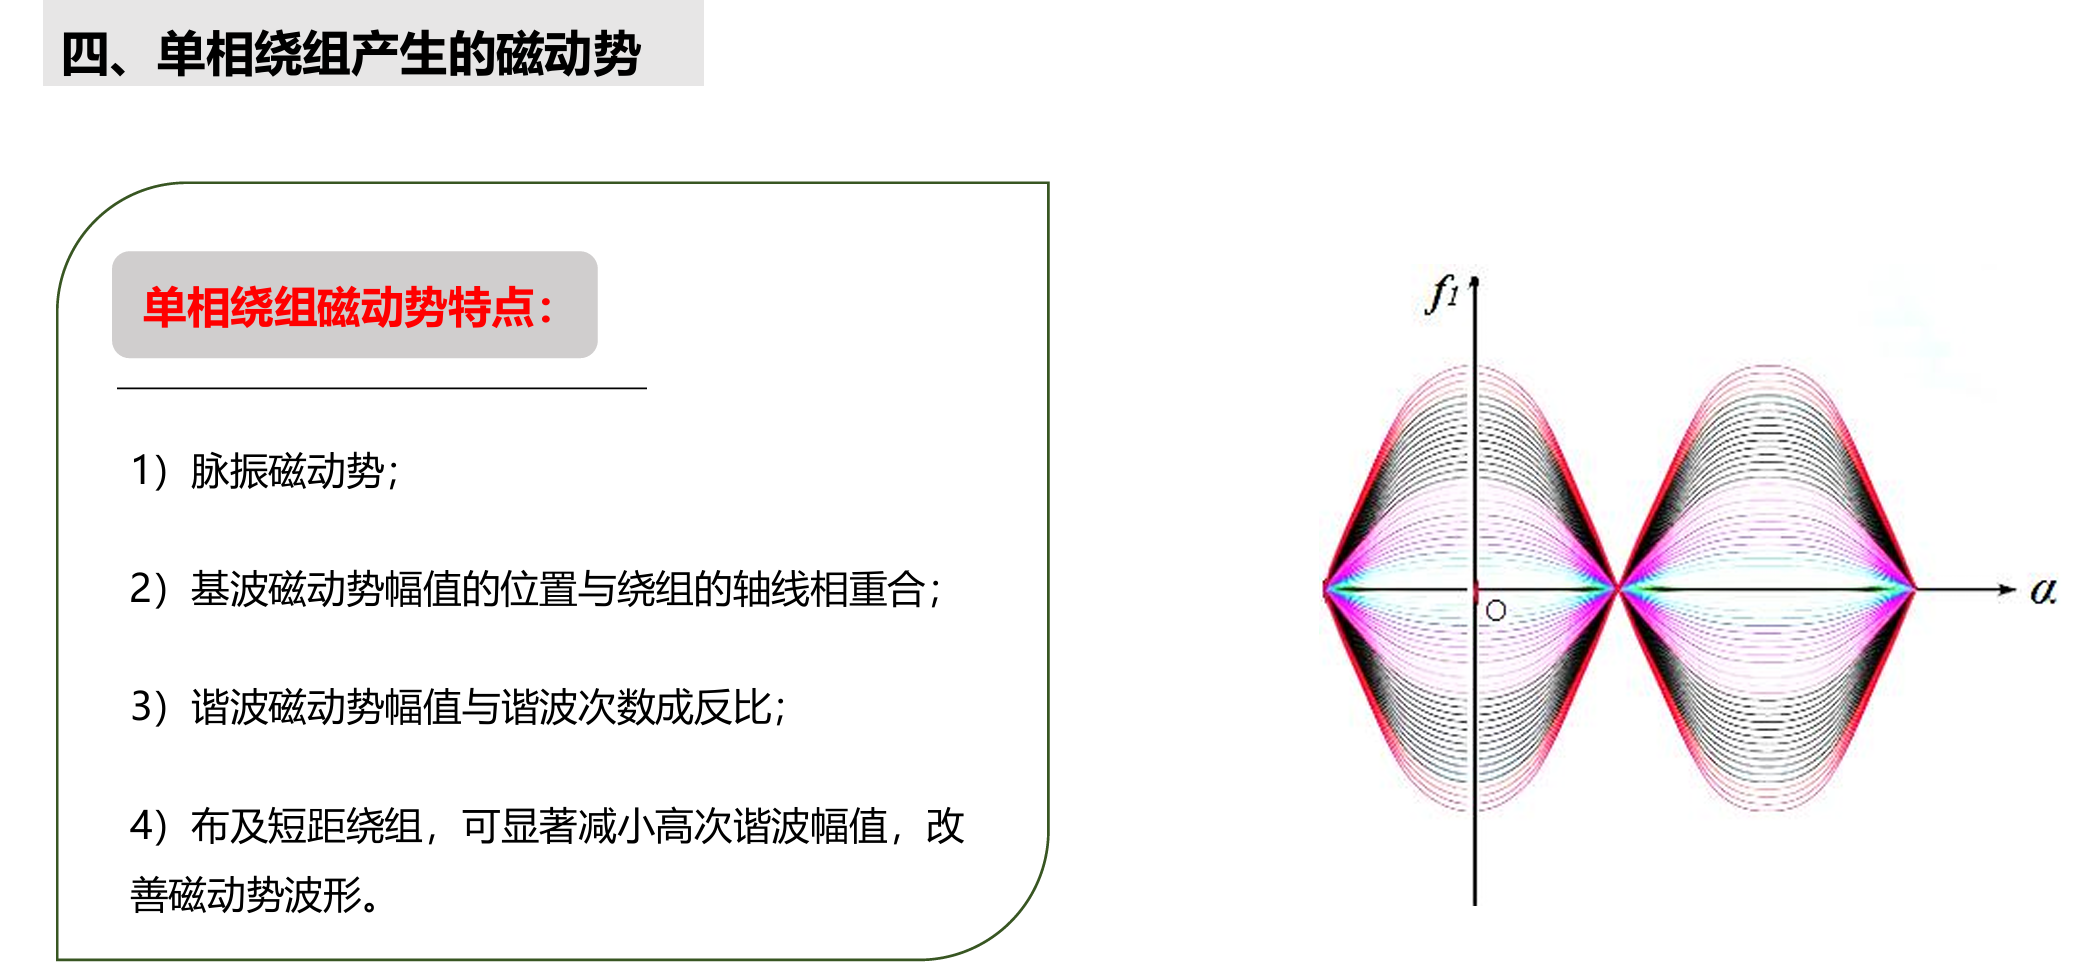 四、单相绕组产生的磁动势
单相绕组磁动势特点：
1）脉振磁动势；
2）基波磁动势幅值的位置与绕组的轴线相重合；
3）谐波磁动势幅值与谐波次数成反比；
4）布及短距绕组，可显著减小高次谐波幅值，改
善磁动势波形。
f1
O
α